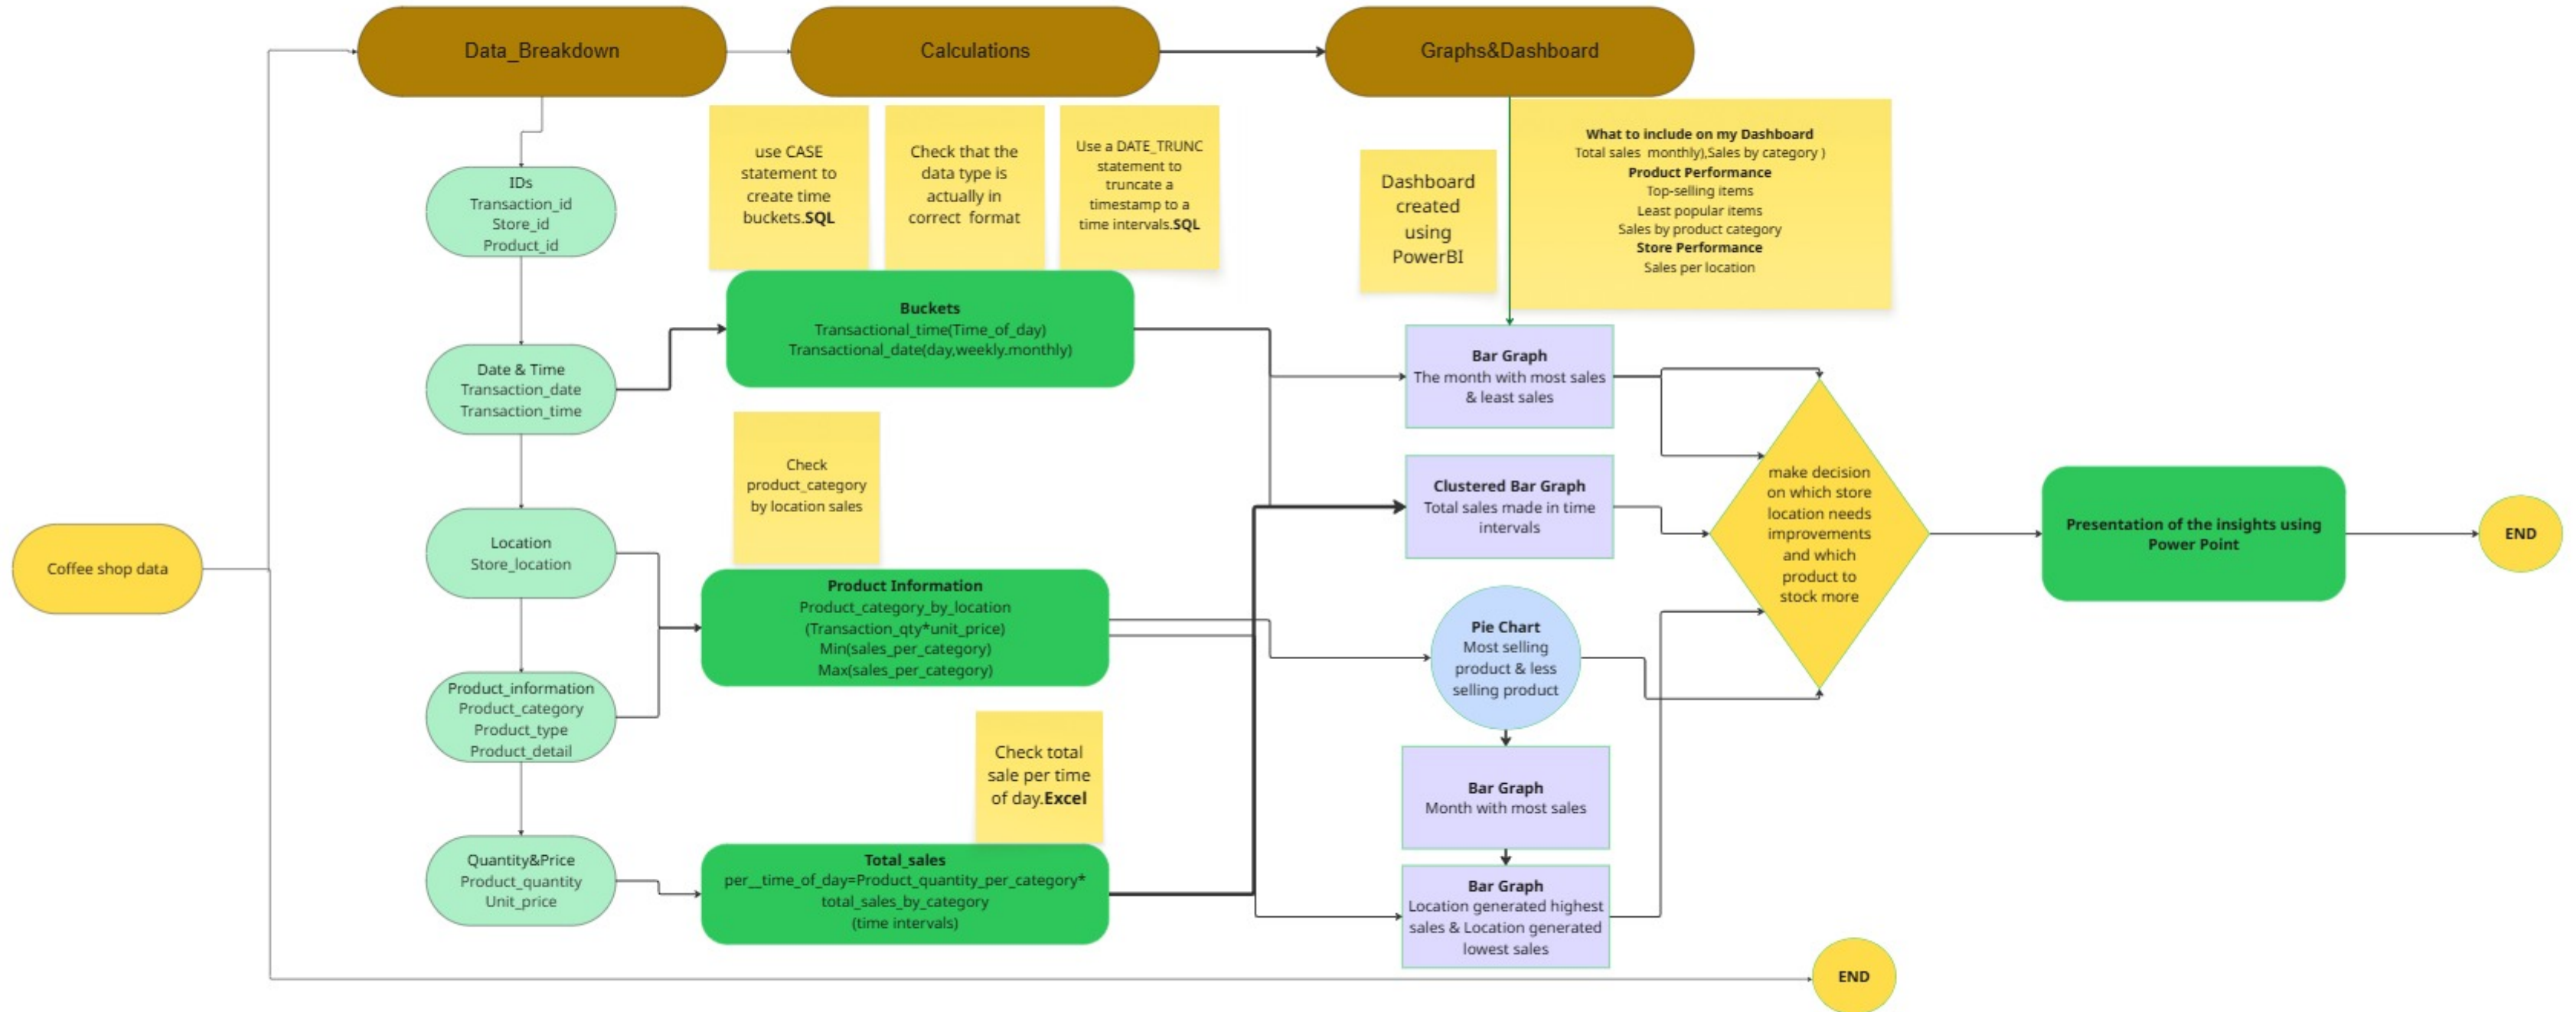 Data_Breakdown
Calculations
Graphs&Dashboard
use CASE
statement to
create time
buckets.SQL
Check that the
data type is
actually in
correct format
Use a DATE_TRUNC
statement to
truncate a
timestamp to a
time intervals.SQL
Dashboard
created
using
PowerBI
What to include on my Dashboard
Total sales monthly),Sales by category )
Product Performance
Top-selling items
Least popular items
Sales by product category
Store Performance
Sales per location
IDs
Transaction_id
Store_id
Product_id
Buckets
Transactional_time(Time_of_day)
Transactional_date(day,weekly.monthly)
Date & Time
Transaction_date
Transaction_time
Bar Graph
The month with most sales
& least sales
Check
product_category
by location sales
Clustered Bar Graph
Total sales made in time
intervals
make decision
on which store
location needs
improvements
and which
product to
stock more
Presentation of the insights using
Power Point
END
Coffee shop data
Location
Store_location
Product Information
Product_category_by_location
(Transaction_qty*unit_price)
Min(sales_per_category)
Max(sales_per_category)
Pie Chart
Most selling
product & less
selling product
Product_information
Product_category
Product_type
Product_detail
Check total
sale per time
of day.Excel
Bar Graph
Month with most sales
Quantity&Price
Product_quantity
Unit_price
Total_sales
per__time_of_day=Product_quantity_per_category*
total_sales_by_category
(time intervals)
Bar Graph
Location generated highest
sales & Location generated
lowest sales
END